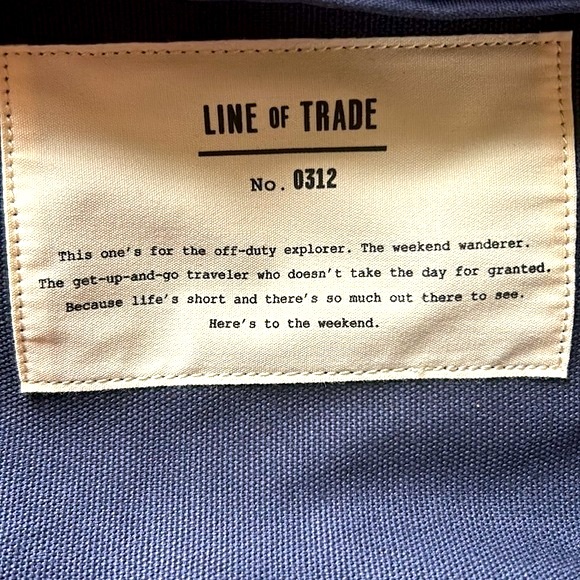 LINE OF TRADE
No. 0312
This one's for the off-duty explorer. The weekend wanderer.
The get-up-and-go traveler who doesn't take the day for granted.
Because life's short and there's so much out there to see.
Here's to the weekend.